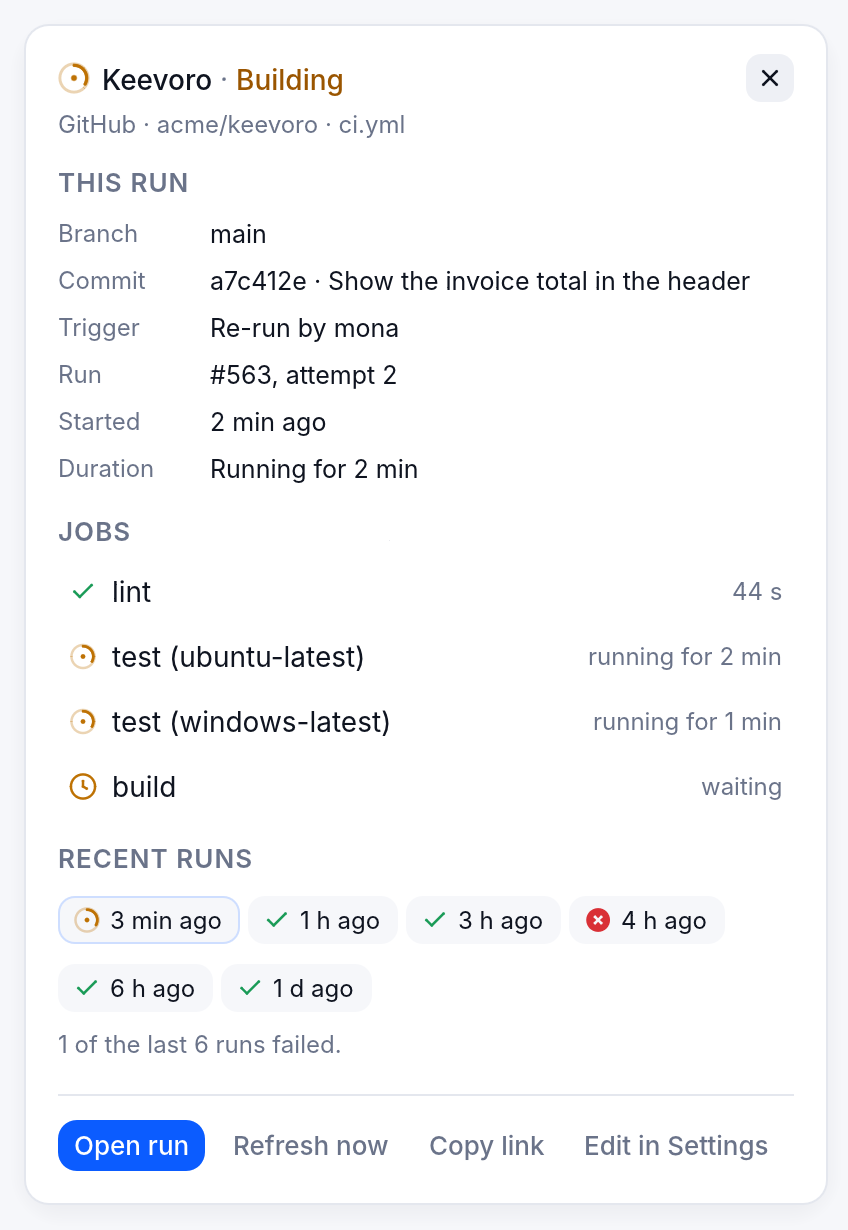 Keevoro · Building
GitHub · acme/keevoro · ci.yml
THIS RUN
Branch main
Commit a7c412e · Show the invoice total in the header
Trigger Re-run by mona
Run #563, attempt 2
Started 2 min ago
Duration Running for 2 min
JOBS
lint 44 s
test (ubuntu-latest) running for 2 min
test (windows-latest) running for 1 min
build waiting
RECENT RUNS
3 min ago 1 h ago 3 h ago 4 h ago
6 h ago 1 d ago
1 of the last 6 runs failed.
Open run Refresh now Copy link Edit in Settings